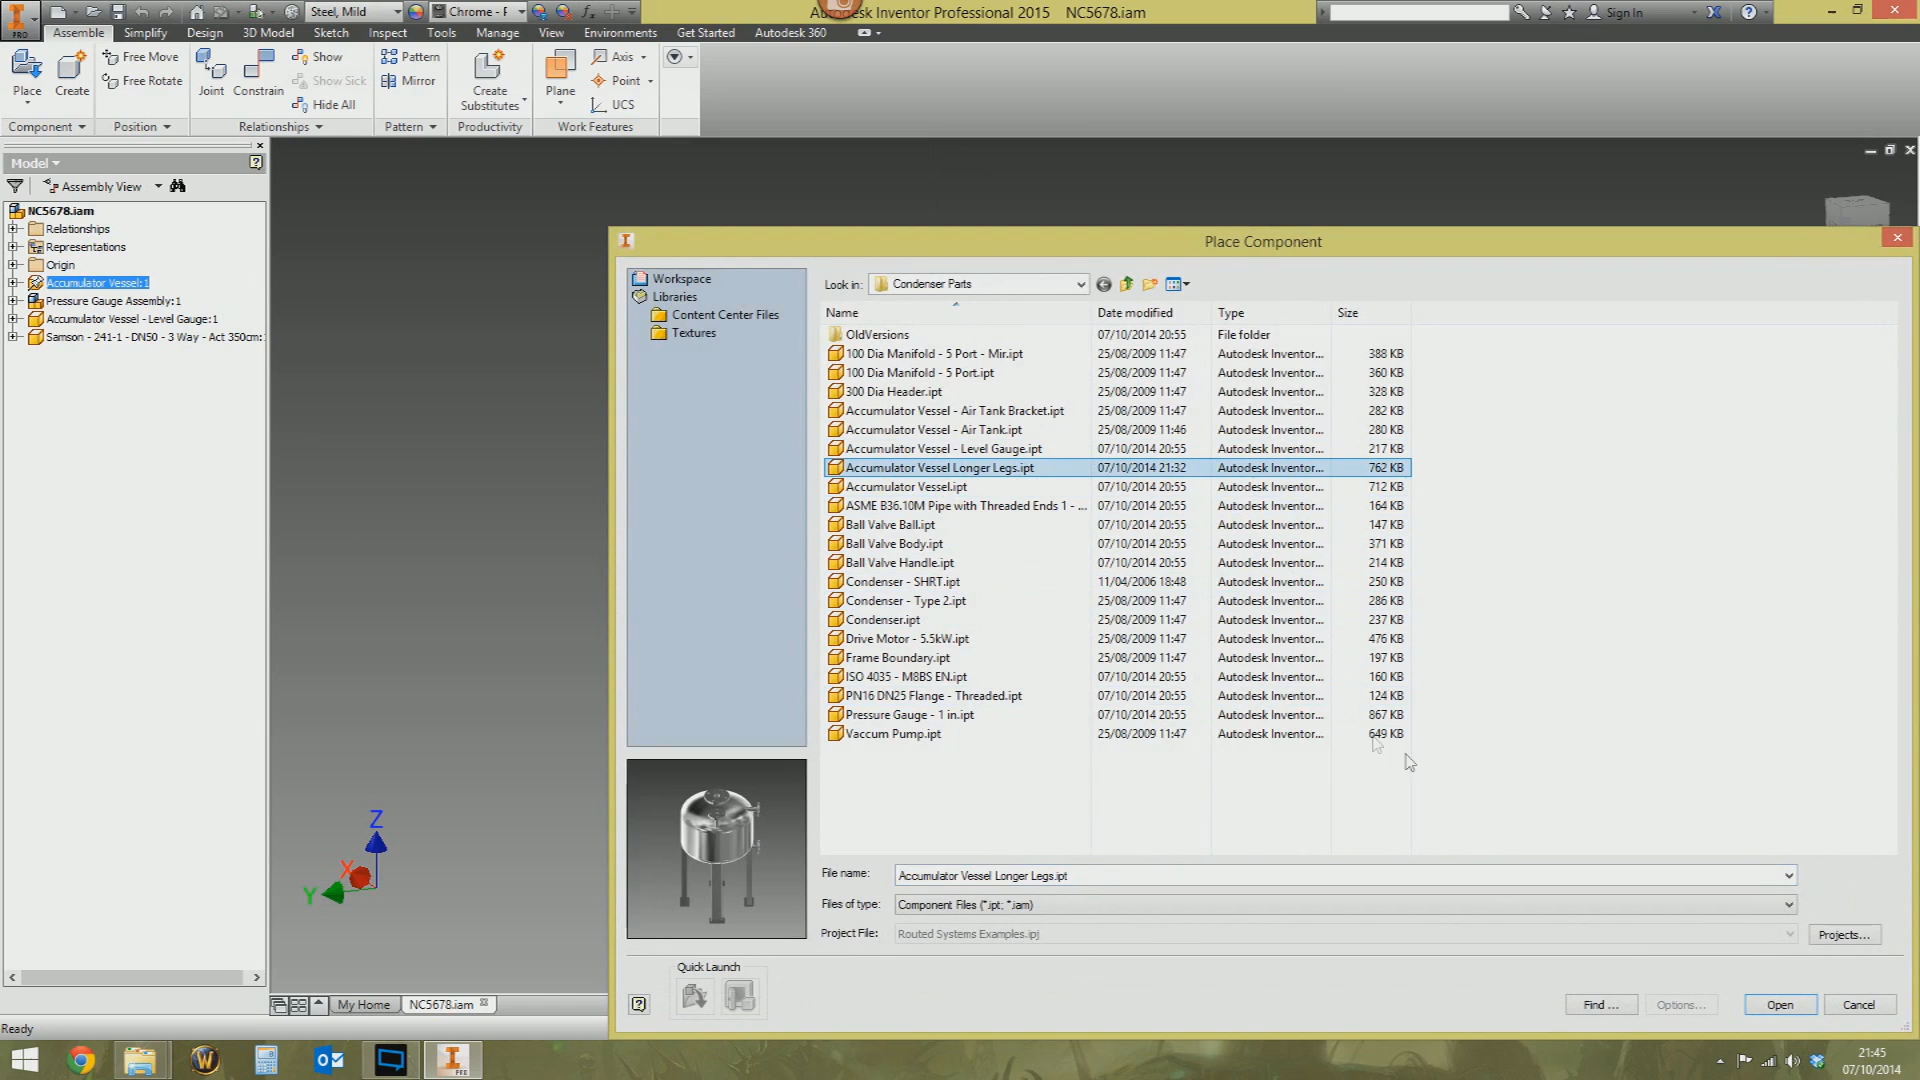 PRO
Steel, Mild
Chrome - F
Autodesk Inventor Professional 2015 NC5678.iam
Sign In
Assemble Simplify Design 3D Model Sketch Inspect Tools Manage View Environments Get Started Autodesk 360
Place
Create
Free Move
Free Rotate
Joint
Constrain
Show
Show Sick
Hide All
Pattern
Mirror
Create
Substitutes
Plane
Axis
Point
UCS
Component Position Relationships Pattern Productivity Work Features
Model
Assembly View
NC5678.iam
Relationships
Representations
Origin
Accumulator Vessel:1
Pressure Gauge Assembly:1
Accumulator Vessel - Level Gauge:1
Samson - 241-1 - DN50 - 3 Way - Act 350cm:
Place Component
Workspace
Libraries
Content Center Files
Textures
Look in: Condenser Parts
Name Date modified Type Size
OldVersions 07/10/2014 20:55 File folder
100 Dia Manifold - 5 Port - Mir.ipt 25/08/2009 11:47 Autodesk Inventor... 388 KB
100 Dia Manifold - 5 Port.ipt 25/08/2009 11:47 Autodesk Inventor... 360 KB
300 Dia Header.ipt 25/08/2009 11:47 Autodesk Inventor... 328 KB
Accumulator Vessel - Air Tank Bracket.ipt 25/08/2009 11:47 Autodesk Inventor... 282 KB
Accumulator Vessel - Air Tank.ipt 25/08/2009 11:46 Autodesk Inventor... 280 KB
Accumulator Vessel - Level Gauge.ipt 07/10/2014 20:55 Autodesk Inventor... 217 KB
Accumulator Vessel Longer Legs.ipt 07/10/2014 21:32 Autodesk Inventor... 762 KB
Accumulator Vessel.ipt 07/10/2014 20:55 Autodesk Inventor... 712 KB
ASME B36.10M Pipe with Threaded Ends 1 - ... 07/10/2014 20:55 Autodesk Inventor... 164 KB
Ball Valve Ball.ipt 07/10/2014 20:55 Autodesk Inventor... 147 KB
Ball Valve Body.ipt 07/10/2014 20:55 Autodesk Inventor... 371 KB
Ball Valve Handle.ipt 07/10/2014 20:55 Autodesk Inventor... 214 KB
Condenser - SHRT.ipt 11/04/2006 18:48 Autodesk Inventor... 250 KB
Condenser - Type 2.ipt 25/08/2009 11:47 Autodesk Inventor... 286 KB
Condenser.ipt 25/08/2009 11:47 Autodesk Inventor... 237 KB
Drive Motor - 5.5kW.ipt 25/08/2009 11:47 Autodesk Inventor... 476 KB
Frame Boundary.ipt 25/08/2009 11:47 Autodesk Inventor... 197 KB
ISO 4035 - M8BS EN.ipt 07/10/2014 20:55 Autodesk Inventor... 160 KB
PN16 DN25 Flange - Threaded.ipt 07/10/2014 20:55 Autodesk Inventor... 124 KB
Pressure Gauge - 1 in.ipt 07/10/2014 20:55 Autodesk Inventor... 867 KB
Vaccum Pump.ipt 25/08/2009 11:47 Autodesk Inventor... 649 KB
Z
X
Y
File name: Accumulator Vessel Longer Legs.ipt
Files of type: Component Files (*.ipt; *.iam)
Project File: Routed Systems Examples.ipj Projects...
Quick Launch
Find ... Options... Open Cancel
My Home NC5678.iam
Ready
21:45
07/10/2014